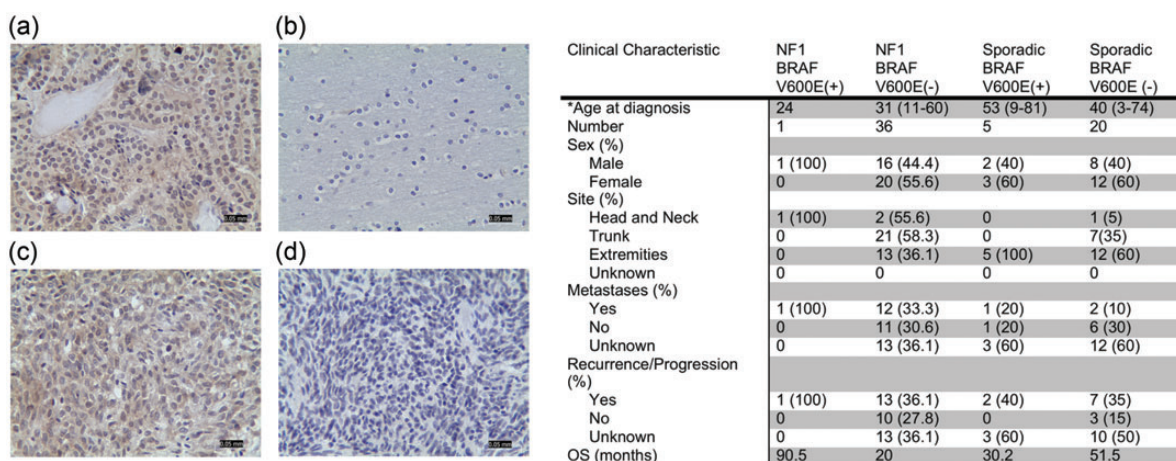 (a)
(b)
0.05 mm
0.05 mm
(c)
(d)
0.05 mm
0.05 mm
Clinical Characteristic NF1 BRAF V600E(+) NF1 BRAF V600E(-) Sporadic BRAF V600E(+) Sporadic BRAF V600E (-)
*Age at diagnosis 24 31 (11-60) 53 (9-81) 40 (3-74)
Number 1 36 5 20
Sex (%)
Male 1 (100) 16 (44.4) 2 (40) 8 (40)
Female 0 20 (55.6) 3 (60) 12 (60)
Site (%)
Head and Neck 1 (100) 2 (55.6) 0 1 (5)
Trunk 0 21 (58.3) 0 7(35)
Extremities 0 13 (36.1) 5 (100) 12 (60)
Unknown 0 0 0 0
Metastases (%)
Yes 1 (100) 12 (33.3) 1 (20) 2 (10)
No 0 11 (30.6) 1 (20) 6 (30)
Unknown 0 13 (36.1) 3 (60) 12 (60)
Recurrence/Progression
(%)
Yes 1 (100) 13 (36.1) 2 (40) 7 (35)
No 0 10 (27.8) 0 3 (15)
Unknown 0 13 (36.1) 3 (60) 10 (50)
OS (months) 90.5 20 30.2 51.5